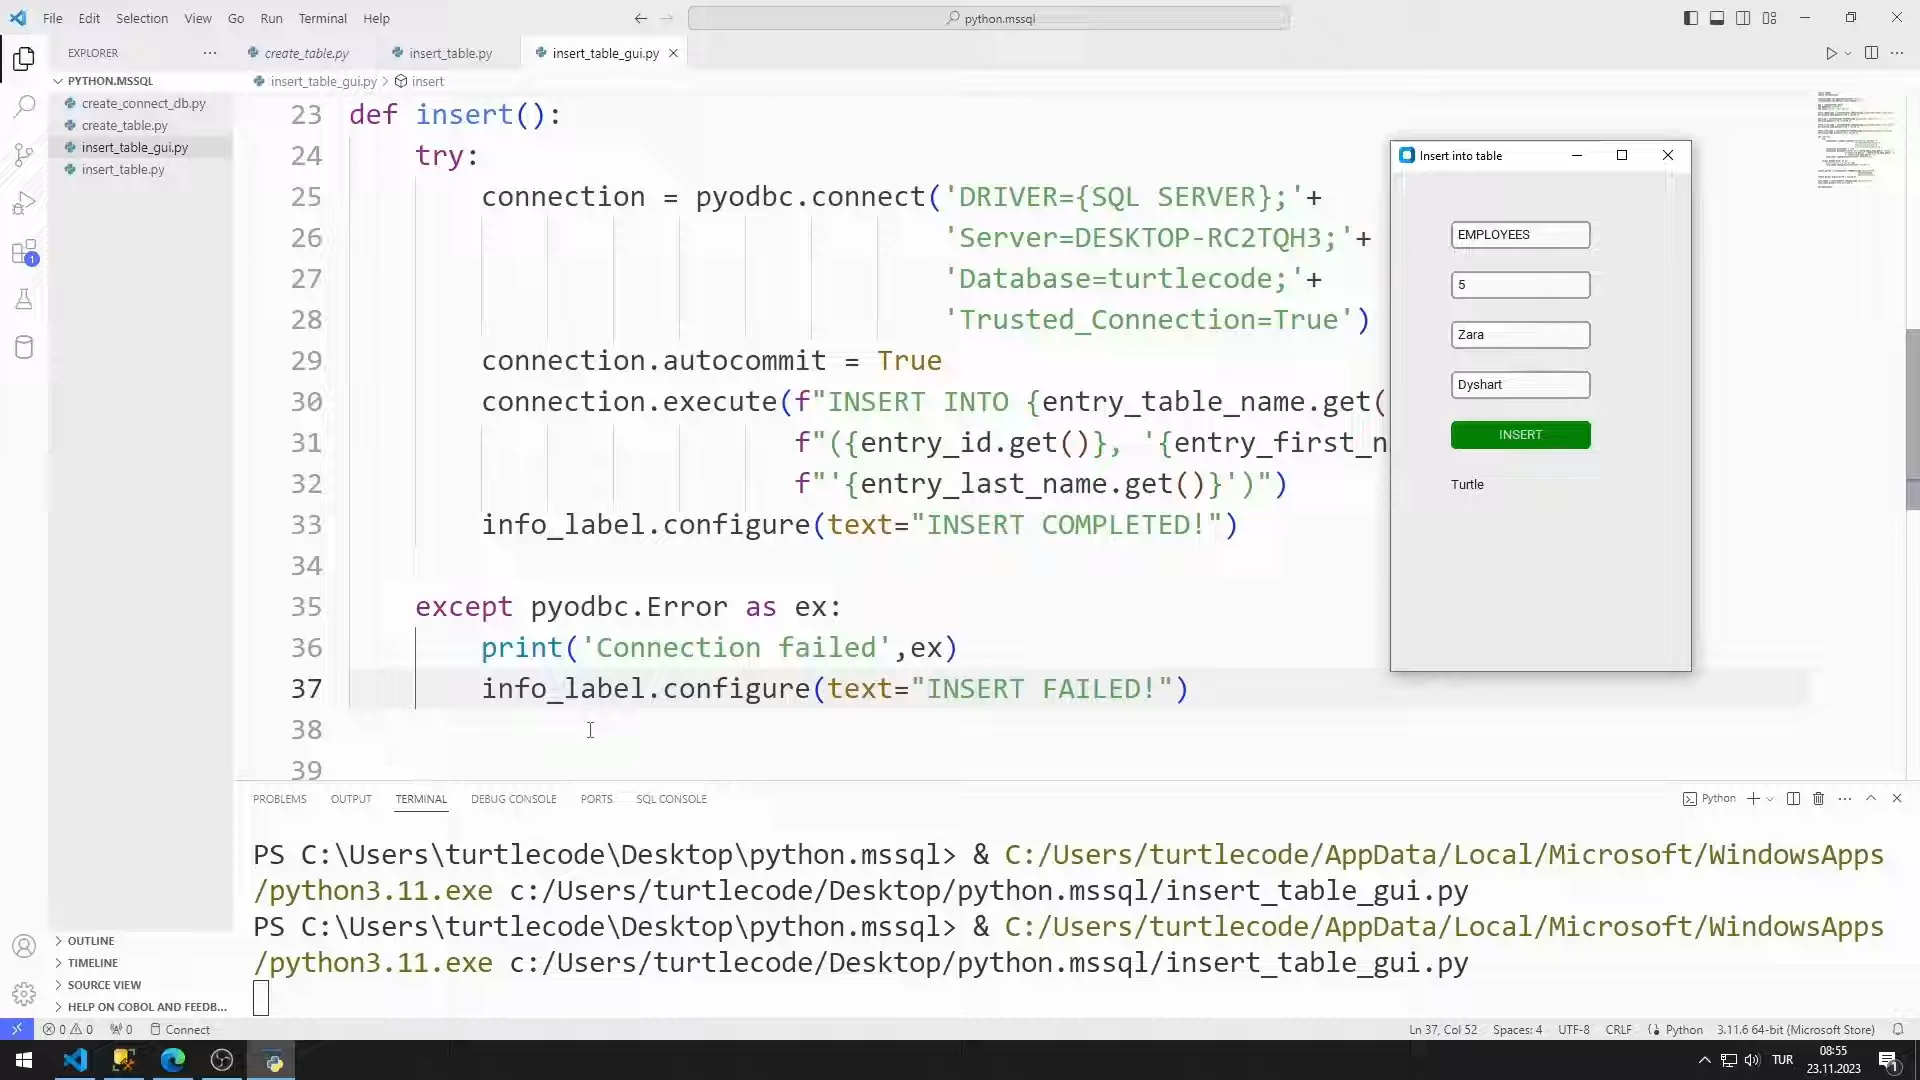 File Edit Selection View Go Run Terminal Help
python.mssql
EXPLORER
create_table.py
insert_table.py
insert_table_gui.py
PYTHON.MSSQL
insert_table_gui.py > insert
create_connect_db.py
create_table.py
insert_table_gui.py
insert_table.py
23 def insert():
24 try:
25 connection = pyodbc.connect('DRIVER={SQL SERVER};'+
26 'Server=DESKTOP-RC2TQH3;'+
27 'Database=turtlecode;'+
28 'Trusted_Connection=True')
29 connection.autocommit = True
30 connection.execute(f"INSERT INTO {entry_table_name.get(
31 f"({entry_id.get()}, '{entry_first_n
32 f"'{entry_last_name.get()}')")
33 info_label.configure(text="INSERT COMPLETED!")
34
35 except pyodbc.Error as ex:
36 print('Connection failed',ex)
37 info_label.configure(text="INSERT FAILED!")
38
39
Insert into table
EMPLOYEES
5
Zara
Dyshart
INSERT
Turtle
PROBLEMS OUTPUT TERMINAL DEBUG CONSOLE PORTS SQL CONSOLE
Python
PS C:\Users\turtlecode\Desktop\python.mssql> & C:/Users/turtlecode/AppData/Local/Microsoft/WindowsApps
/python3.11.exe c:/Users/turtlecode/Desktop/python.mssql/insert_table_gui.py
PS C:\Users\turtlecode\Desktop\python.mssql> & C:/Users/turtlecode/AppData/Local/Microsoft/WindowsApps
/python3.11.exe c:/Users/turtlecode/Desktop/python.mssql/insert_table_gui.py
OUTLINE
TIMELINE
SOURCE VIEW
HELP ON COBOL AND FEEDB...
1
0 0 0 Connect
Ln 37, Col 52 Spaces: 4 UTF-8 CRLF Python 3.11.6 64-bit (Microsoft Store)
TUR
08:55
23.11.2023
1